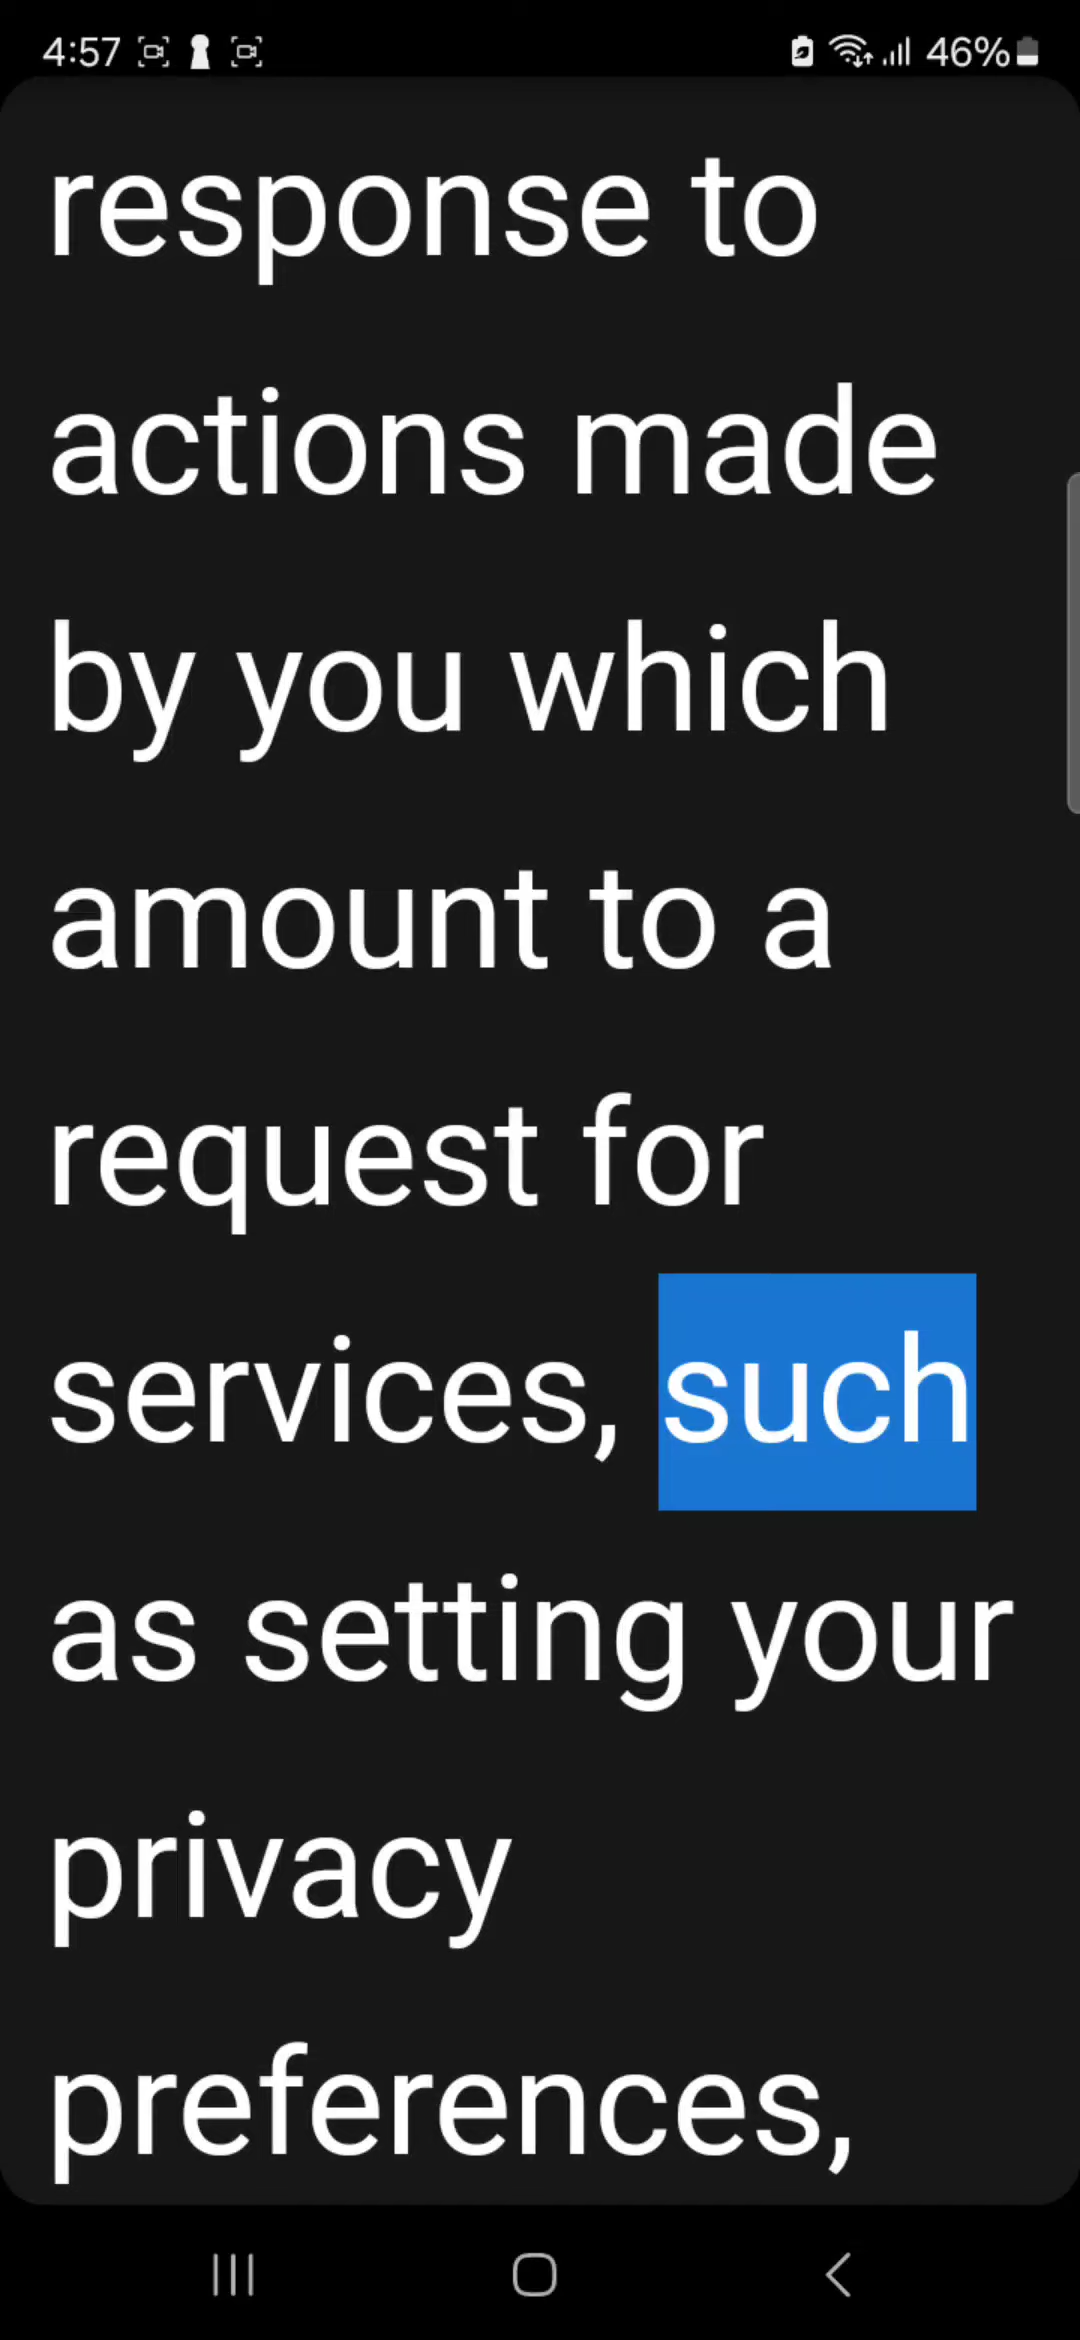 4:57 46%
response to
actions made
by you which
amount to a
request for
services, such
as setting your
privacy
preferences,